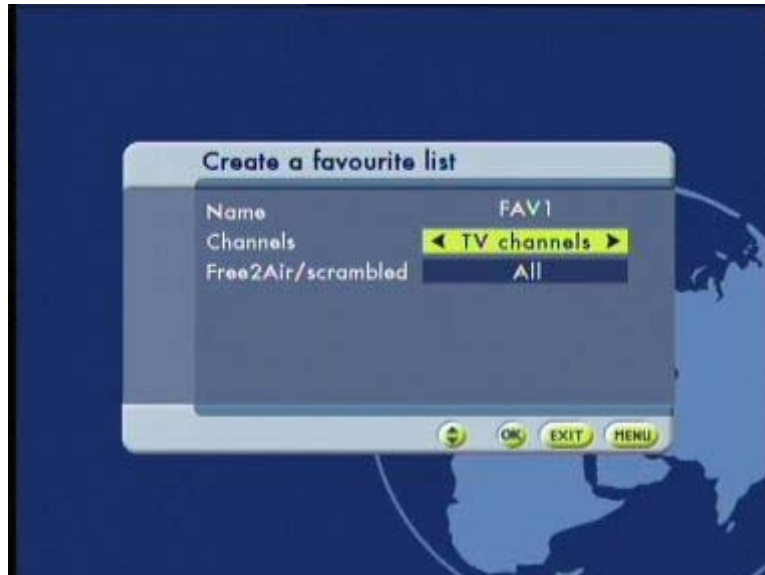 Create a favourite list
Name FAV1
Channels TV channels
Free2Air/scrambled All
OK EXIT MENU